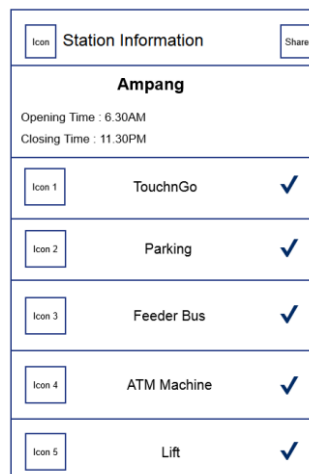 Icon Station Information Share
Ampang
Opening Time : 6.30AM
Closing Time : 11.30PM
Icon 1 TouchnGo
Icon 2 Parking
Icon 3 Feeder Bus
Icon 4 ATM Machine
Icon 5 Lift